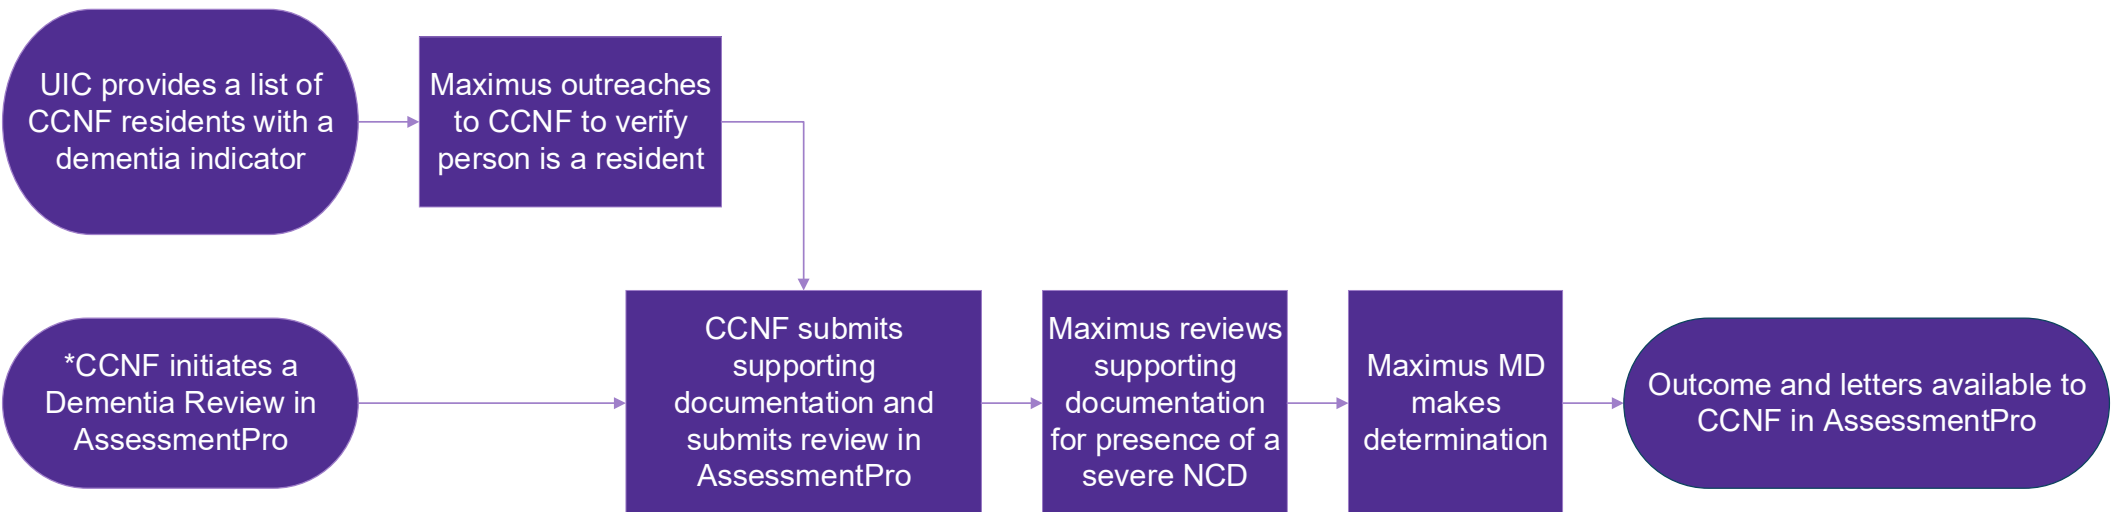 UIC provides a list of
CCNF residents with a
dementia indicator
Maximus outreaches
to CCNF to verify
person is a resident
*CCNF initiates a
Dementia Review in
AssessmentPro
CCNF submits
supporting
documentation and
submits review in
AssessmentPro
Maximus reviews
supporting
documentation
for presence of a
severe NCD
Maximus MD
makes
determination
Outcome and letters available to
CCNF in AssessmentPro